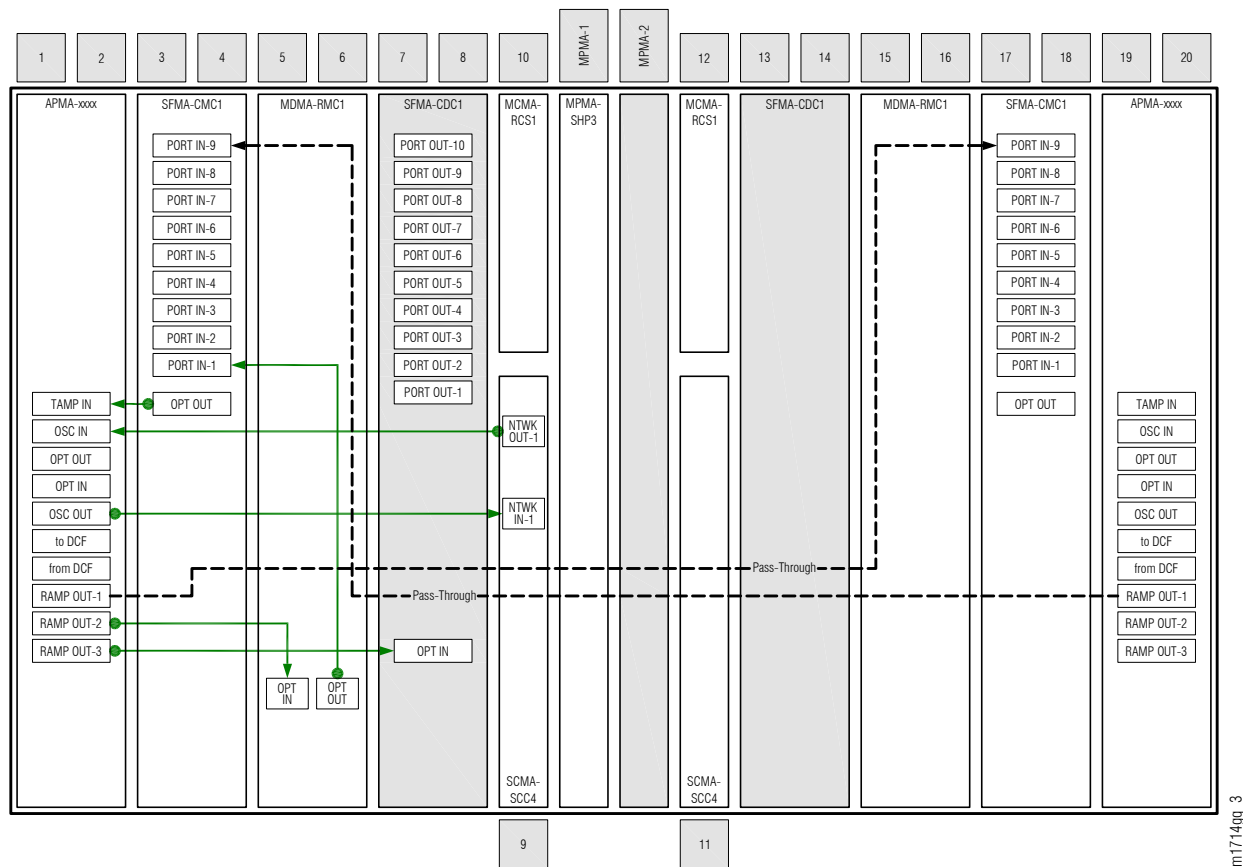 1
2
3
4
5
6
7
8
10
MPMA-1
MPMA-2
12
13
14
15
16
17
18
19
20
APMA-xxxx
SFMA-CMC1
MDMA-RMC1
SFMA-CDC1
MCMA-
RCS1
MPMA-
SHP3
MCMA-
RCS1
SFMA-CDC1
MDMA-RMC1
SFMA-CMC1
APMA-xxxx
TAMP IN
OSC IN
OPT OUT
OPT IN
OSC OUT
to DCF
from DCF
RAMP OUT-1
RAMP OUT-2
RAMP OUT-3
PORT IN-9
PORT IN-8
PORT IN-7
PORT IN-6
PORT IN-5
PORT IN-4
PORT IN-3
PORT IN-2
PORT IN-1
OPT OUT
OPT
IN
OPT
OUT
PORT OUT-10
PORT OUT-9
PORT OUT-8
PORT OUT-7
PORT OUT-6
PORT OUT-5
PORT OUT-4
PORT OUT-3
PORT OUT-2
PORT OUT-1
Pass-Through
OPT IN
NTWK
OUT-1
NTWK
IN-1
SCMA-
SCC4
SCMA-
SCC4
Pass-Through
PORT IN-9
PORT IN-8
PORT IN-7
PORT IN-6
PORT IN-5
PORT IN-4
PORT IN-3
PORT IN-2
PORT IN-1
OPT OUT
TAMP IN
OSC IN
OPT OUT
OPT IN
OSC OUT
to DCF
from DCF
RAMP OUT-1
RAMP OUT-2
RAMP OUT-3
9
11